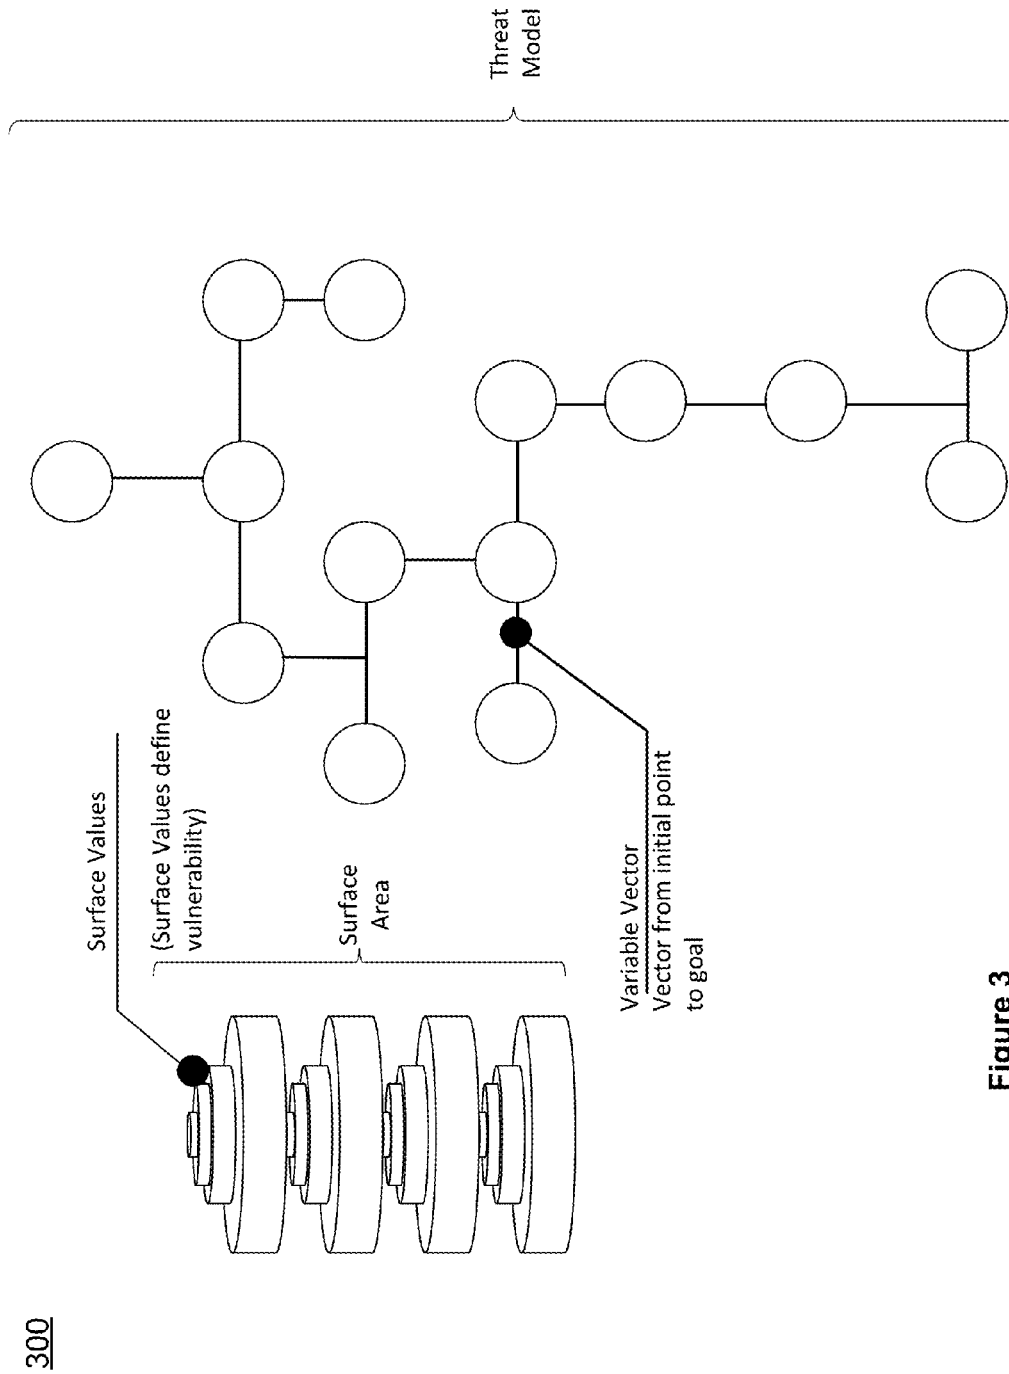 300
Surface Values
(Surface Values define
vulnerability)
Surface
Area
Variable Vector
Vector from initial point
to goal
Threat
Model
Figure 3